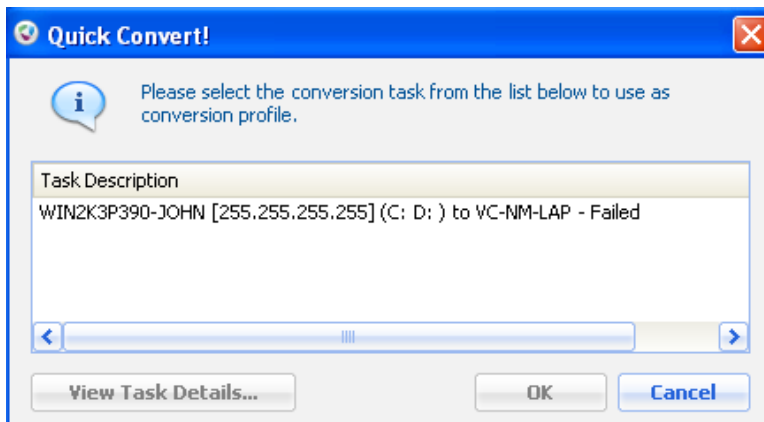 Quick Convert!
Please select the conversion task from the list below to use as
conversion profile.
Task Description
WIN2K3P390-JOHN [255.255.255.255] (C: D: ) to VC-NM-LAP - Failed
View Task Details...
OK
Cancel